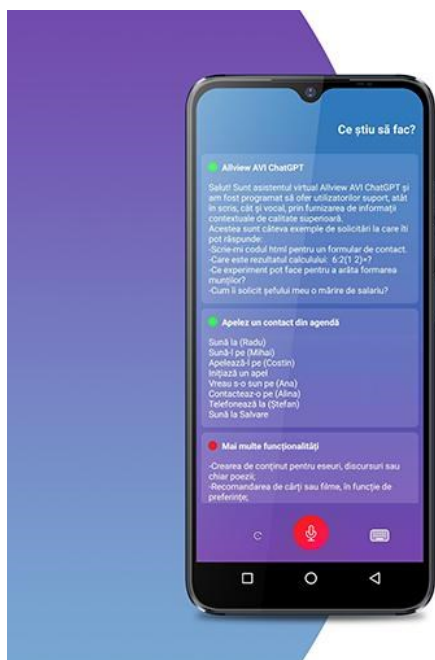 Ce știu să fac?
Allview AVI ChatGPT
Salut! Sunt asistentul virtual Allview AVI ChatGPT și
am fost programat să ofer utilizatorilor suport, atât
în scris, cât și vocal, prin furnizarea de informații
contextuale de calitate superioară.
Acestea sunt câteva exemple de solicitări la care îti
pot răspunde:
-Scrie-mi codul html pentru un formular de contact.
-Care este rezultatul calculului: 6:2(1 2)=?
-Ce experiment pot face pentru a arăta formarea
munților?
-Cum îi solicit șefului meu o mărire de salariu?
Apelez un contact din agendă
Sună la (Radu)
Sună-l pe (Mihai)
Apelează-l pe (Costin)
Inițiază un apel
Vreau s-o sun pe (Ana)
Contacteaz-o pe (Alina)
Telefonează la (Ștefan)
Sună la Salvare
Mai multe funcționalități
-Crearea de conținut pentru eseuri, discursuri sau
chiar poezii;
-Recomandarea de cărți sau filme, în funcție de
preferințe;